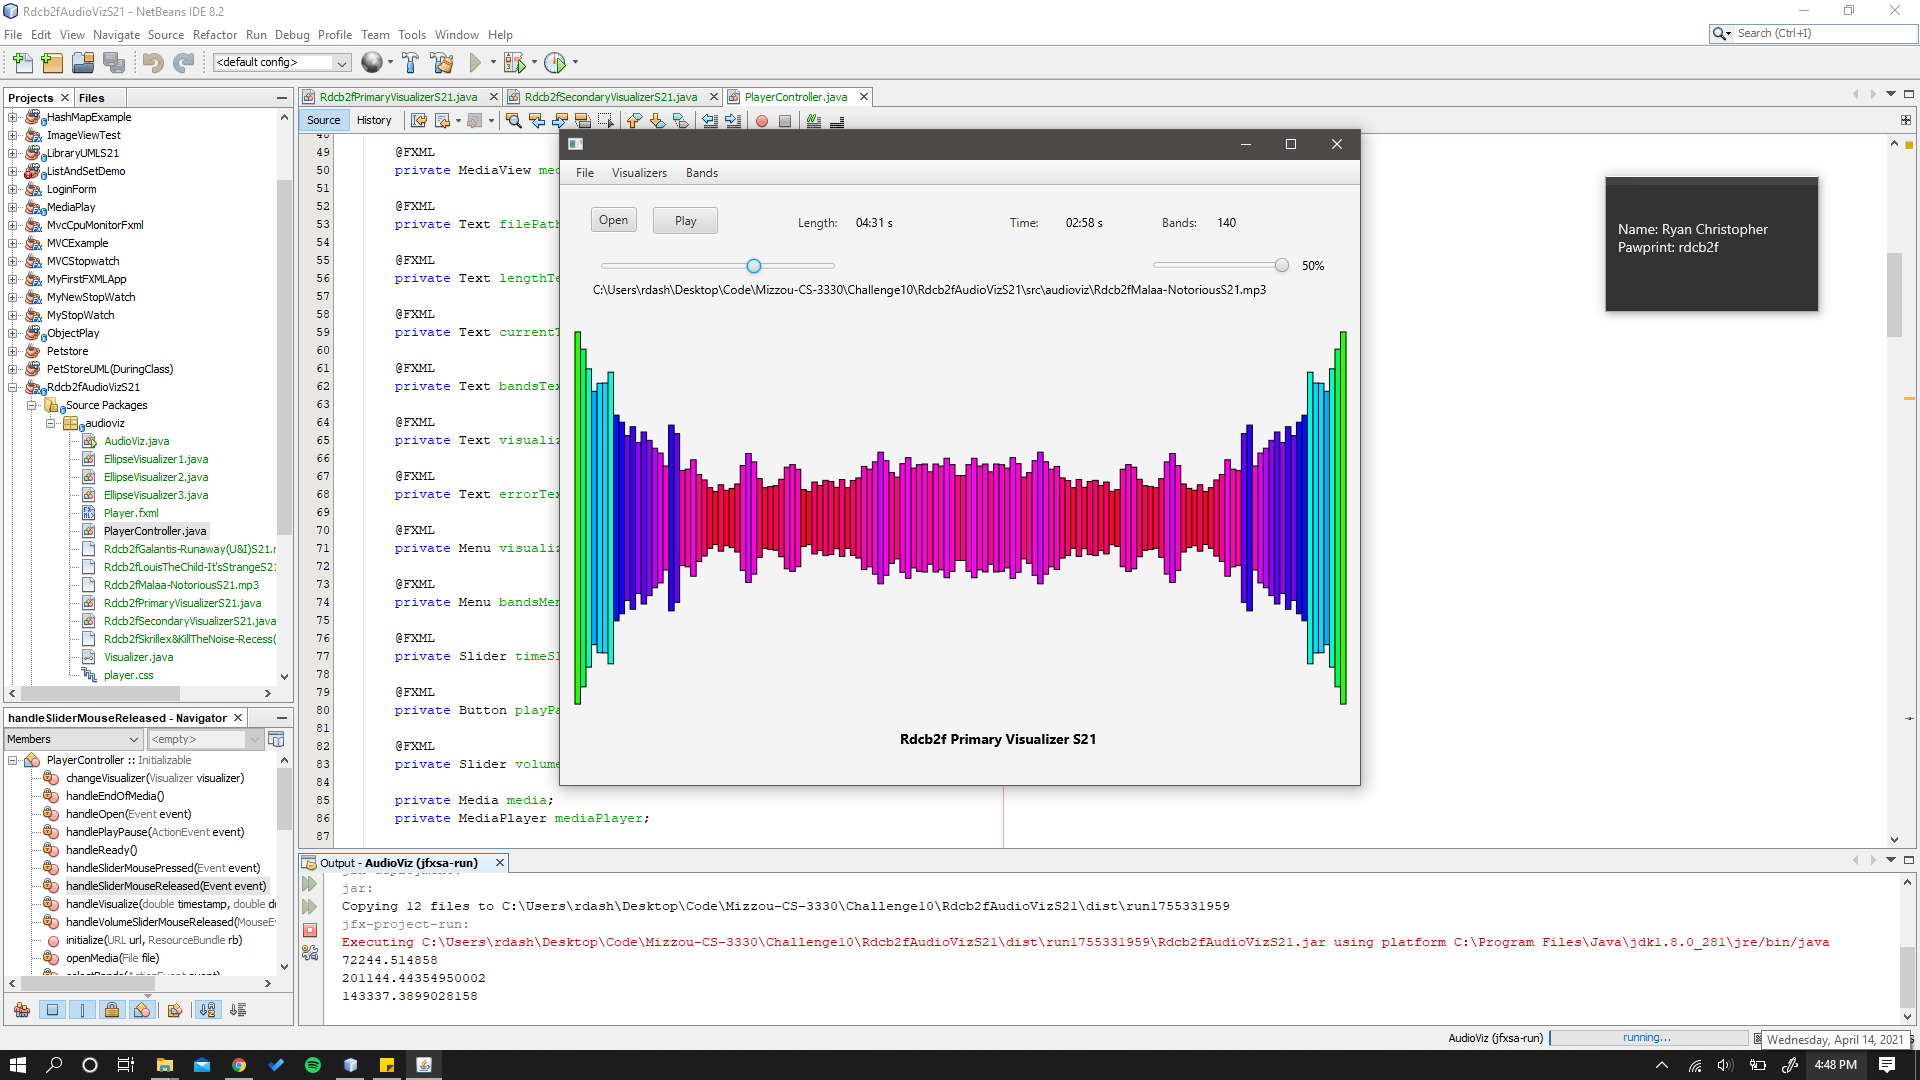 Rdcb2fAudioVizS21 - NetBeans IDE 8.2
File Edit View Navigate Source Refactor Run Debug Profile Team Tools Window Help
Search (Ctrl+I)
<default config>
Projects Files
HashMapExample
ImageViewTest
LibraryUMLS21
ListAndSetDemo
LoginForm
MediaPlay
MvcCpuMonitorFxml
MVCExample
MVCStopwatch
MyFirstFXMLApp
MyNewStopWatch
MyStopWatch
ObjectPlay
Petstore
PetStoreUML(DuringClass)
Rdcb2fAudioVizS21
Source Packages
audioviz
AudioViz.java
EllipseVisualizer1.java
EllipseVisualizer2.java
EllipseVisualizer3.java
Player.fxml
PlayerController.java
Rdcb2fGalantis-Runaway(U&I)S21.r
Rdcb2fLouisTheChild-It'sStrangeS21
Rdcb2fMalaa-NotoriousS21.mp3
Rdcb2fPrimaryVisualizerS21.java
Rdcb2fSecondaryVisualizerS21.java
Rdcb2fSkrillex&KillTheNoise-Recess(
Visualizer.java
player.css
handleSliderMouseReleased - Navigator
Members <empty>
PlayerController :: Initializable
changeVisualizer(Visualizer visualizer)
handleEndOfMedia()
handleOpen(Event event)
handlePlayPause(ActionEvent event)
handleReady()
handleSliderMousePressed(Event event)
handleSliderMouseReleased(Event event)
handleVisualize(double timestamp, double du
handleVolumeSliderMouseReleased(MouseEv
initialize(URL url, ResourceBundle rb)
openMedia(File file)
selectBands(ActionEvent event)
Rdcb2fPrimaryVisualizerS21.java Rdcb2fSecondaryVisualizerS21.java PlayerController.java
Source History
48
49 @FXML
50 private MediaView med
51
52 @FXML
53 private Text filePath
54
55 @FXML
56 private Text lengthTe
57
58 @FXML
59 private Text currentT
60
61 @FXML
62 private Text bandsTex
63
64 @FXML
65 private Text visualiz
66
67 @FXML
68 private Text errorTex
69
70 @FXML
71 private Menu visualiz
72
73 @FXML
74 private Menu bandsMen
75
76 @FXML
77 private Slider timeSl
78
79 @FXML
80 private Button playPa
81
82 @FXML
83 private Slider volume
84
85 private Media media;
86 private MediaPlayer mediaPlayer;
87
File Visualizers Bands
Open Play Length: 04:31 s Time: 02:58 s Bands: 140
50%
C:\Users\rdash\Desktop\Code\Mizzou-CS-3330\Challenge10\Rdcb2fAudioVizS21\src\audioviz\Rdcb2fMalaa-NotoriousS21.mp3
Rdcb2f Primary Visualizer S21
Name: Ryan Christopher
Pawprint: rdcb2f
Output - AudioViz (jfxsa-run)
jar:
Copying 12 files to C:\Users\rdash\Desktop\Code\Mizzou-CS-3330\Challenge10\Rdcb2fAudioVizS21\dist\run1755331959
jfx-project-run:
Executing C:\Users\rdash\Desktop\Code\Mizzou-CS-3330\Challenge10\Rdcb2fAudioVizS21\dist\run1755331959\Rdcb2fAudioVizS21.jar using platform C:\Program Files\Java\jdk1.8.0_281\jre/bin/java
72244.514858
201144.44354950002
143337.3899028158
AudioViz (jfxsa-run) running...
Wednesday, April 14, 2021
4:48 PM